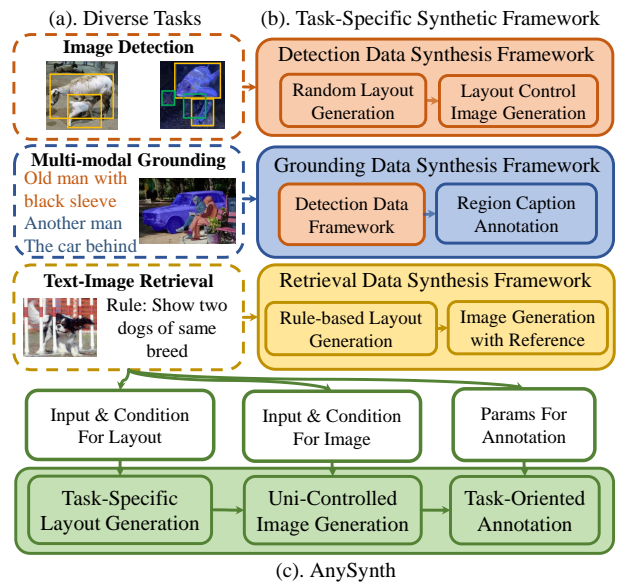 (a). Diverse Tasks
(b). Task-Specific Synthetic Framework
Image Detection
Detection Data Synthesis Framework
Random Layout
Generation
Layout Control
Image Generation
Multi-modal Grounding
Old man with
black sleeve
Another man
The car behind
Grounding Data Synthesis Framework
Detection Data
Framework
Region Caption
Annotation
Text-Image Retrieval
Rule: Show two
dogs of same
breed
Retrieval Data Synthesis Framework
Rule-based Layout
Generation
Image Generation
with Reference
Input & Condition
For Layout
Input & Condition
For Image
Params For
Annotation
Task-Specific
Layout Generation
Uni-Controlled
Image Generation
Task-Oriented
Annotation
(c). AnySynth